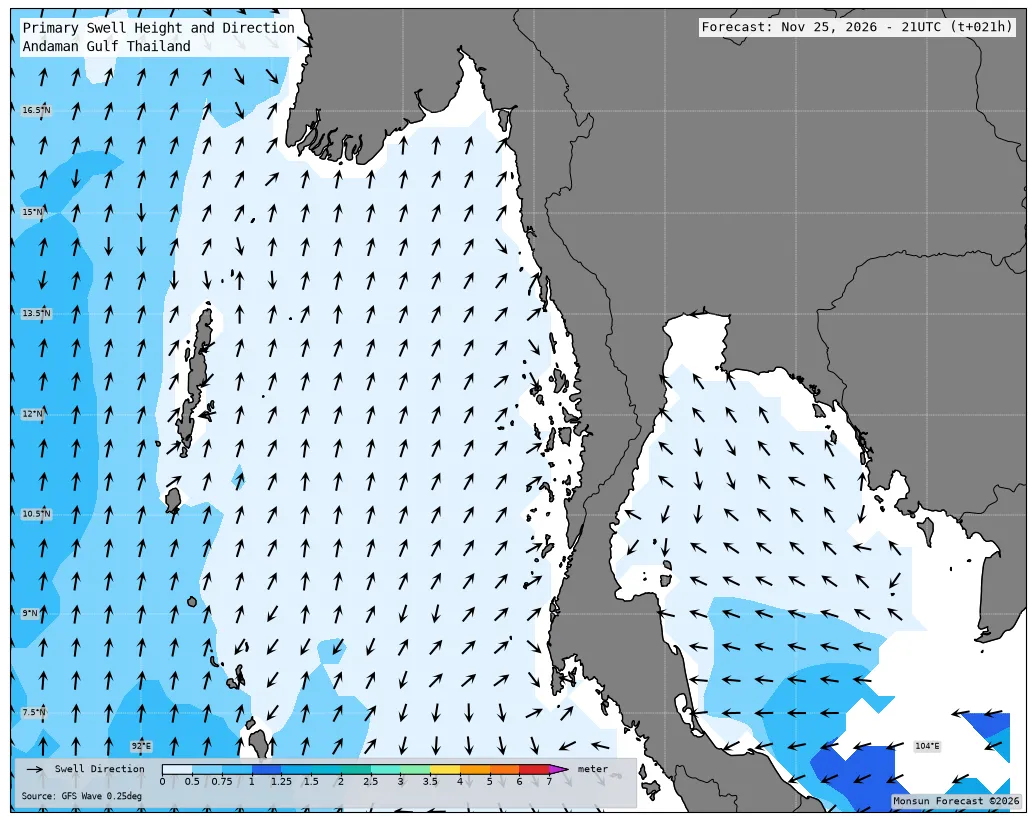 Primary Swell Height and Direction
Andaman Gulf Thailand
Forecast: Nov 25, 2026 - 21UTC (t+021h)
16.5°N
15°N
13.5°N
12°N
10.5°N
9°N
7.5°N
92°E
104°E
Swell Direction
0 0.5 0.75 1 1.25 1.5 2 2.5 3 3.5 4 5 6 7 meter
Source: GFS Wave 0.25deg
Monsun Forecast ©2026